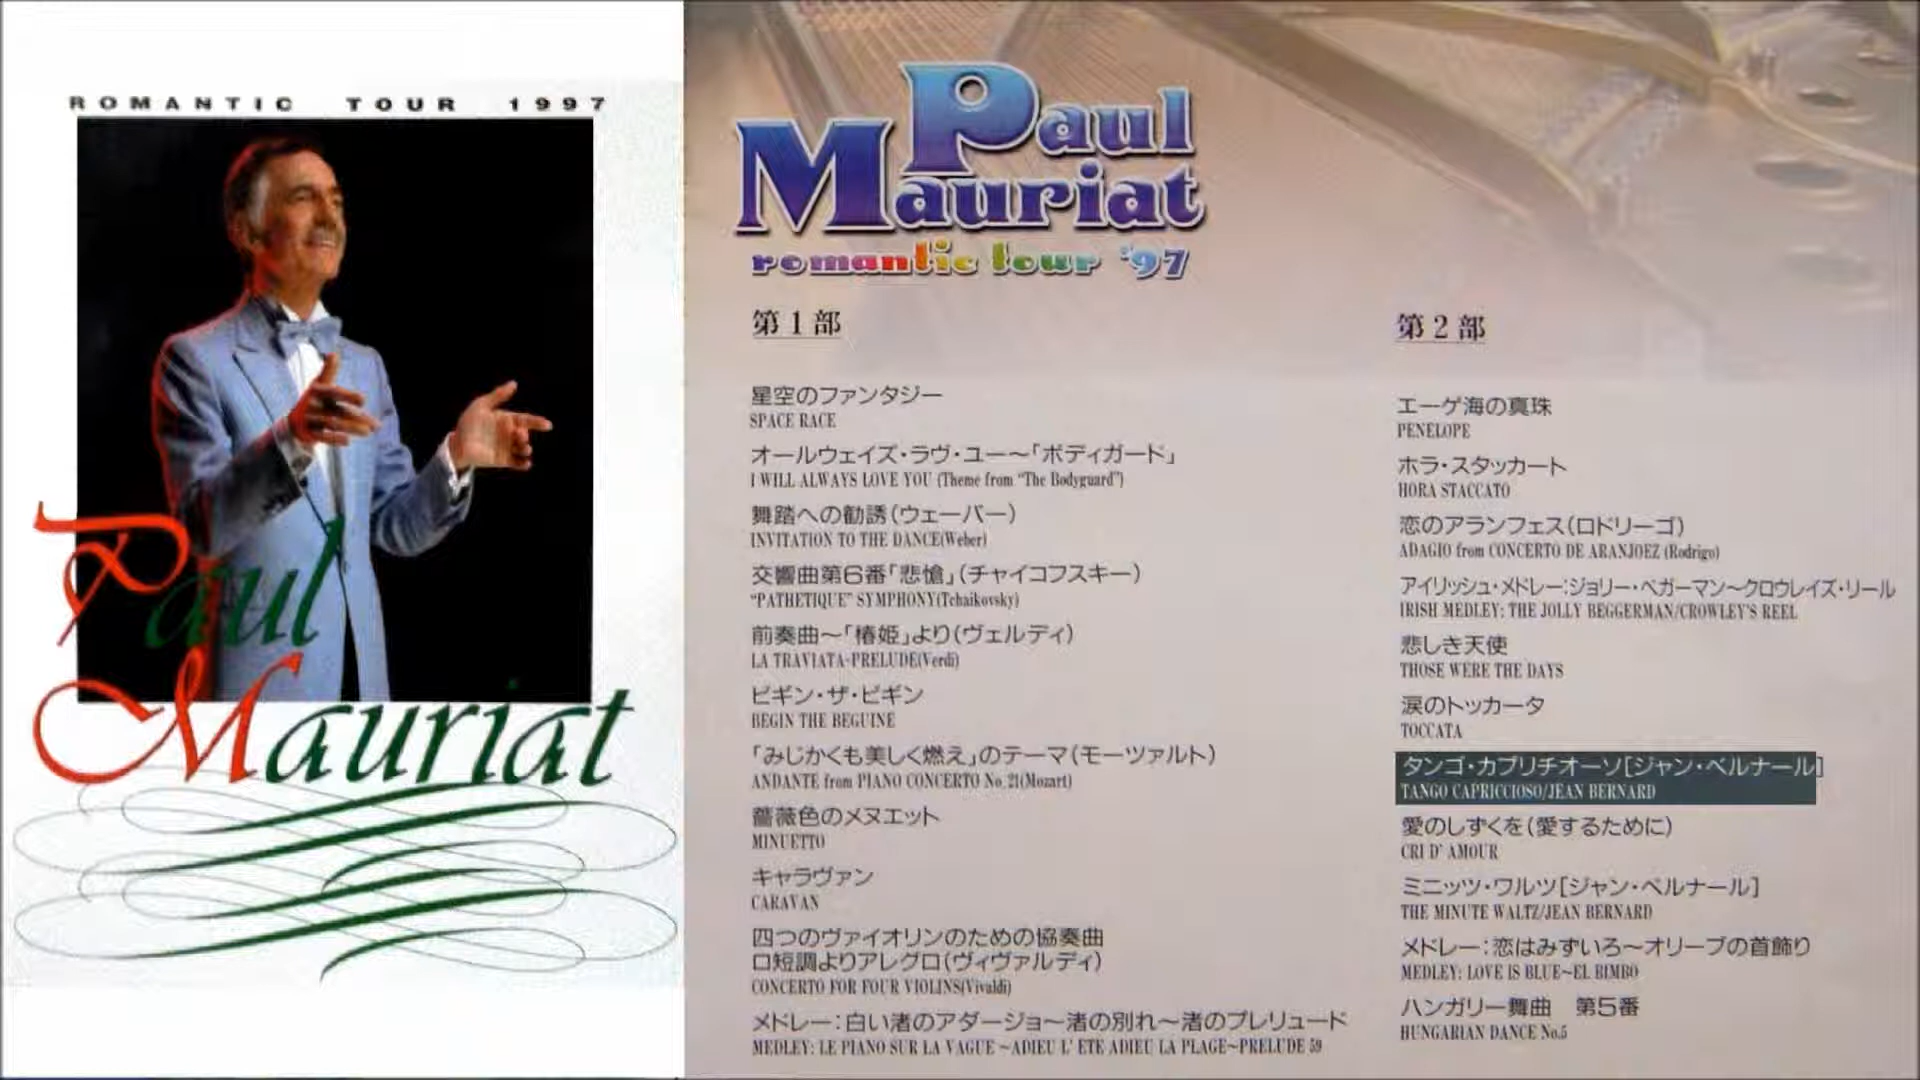 ROMANTIC TOUR 1997
Paul
Mauriat
Paul
Mauriat
romantic tour '97
第1部
星空のファンタジー
SPACE RACE
オールウェイズ・ラヴ・ユー～「ボディガード」
I WILL ALWAYS LOVE YOU (Theme from "The Bodyguard")
舞踏への勧誘(ウェーバー)
INVITATION TO THE DANCE(Weber)
交響曲第6番「悲愴」(チャイコフスキー)
"PATHETIQUE" SYMPHONY(Tchaikovsky)
前奏曲～「椿姫」より(ヴェルディ)
LA TRAVIATA-PRELUDE(Verdi)
ビギン・ザ・ビギン
BEGIN THE BEGUINE
「みじかくも美しく燃え」のテーマ(モーツァルト)
ANDANTE from PIANO CONCERTO No.21(Mozart)
薔薇色のメヌエット
MINUETTO
キャラヴァン
CARAVAN
四つのヴァイオリンのための協奏曲
ロ短調よりアレグロ(ヴィヴァルディ)
CONCERTO FOR FOUR VIOLINS(Vivaldi)
メドレー:白い渚のアダージョ～渚の別れ～渚のプレリュード
MEDLEY: LE PIANO SUR LA VAGUE ~ADIEU L' ETE ADIEU LA PLAGE~PRELUDE 59
第2部
エーゲ海の真珠
PENELOPE
ホラ・スタッカート
HORA STACCATO
恋のアランフェス(ロドリーゴ)
ADAGIO from CONCERTO DE ARANJOEZ (Rodrigo)
アイリッシュ・メドレー:ジョリー・ベガーマン～クロウレイズ・リール
IRISH MEDLEY: THE JOLLY BEGGERMAN/CROWLEY'S REEL
悲しき天使
THOSE WERE THE DAYS
涙のトッカータ
TOCCATA
タンゴ・カプリチオーソ[ジャン・ベルナール]
TANGO CAPRICCIOSO/JEAN BERNARD
愛のしずくを(愛するために)
CRI D' AMOUR
ミニッツ・ワルツ[ジャン・ベルナール]
THE MINUTE WALTZ/JEAN BERNARD
メドレー:恋はみずいろ～オリーブの首飾り
MEDLEY: LOVE IS BLUE~EL BIMBO
ハンガリー舞曲 第5番
HUNGARIAN DANCE No.5